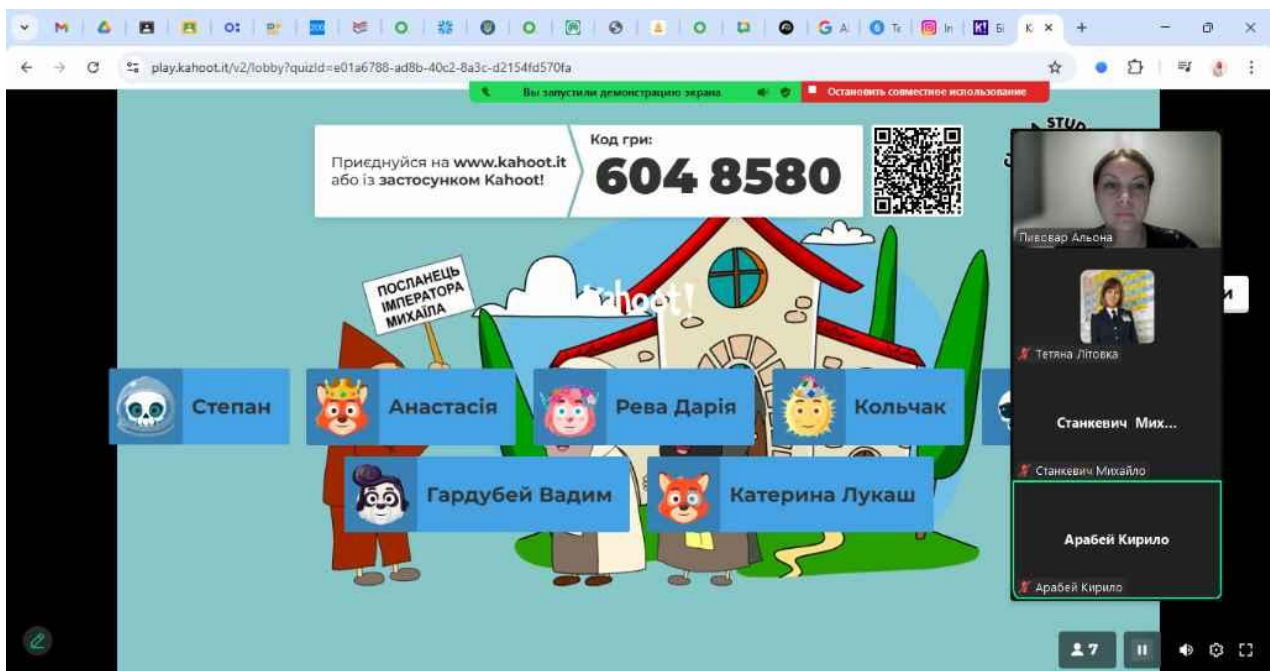 play.kahoot.it/v2/lobby?quizId=e01a6788-ad8b-40c2-8a3c-d2154fd570fa
Вы запустили демонстрацию экрана
Остановить совместное использование
Приєднуйся на www.kahoot.it
або із застосунком Kahoot!
Код гри:
604 8580
ПОСЛАНЕЦЬ
ІМПЕРАТОРА
МИХАЇЛА
Kahoot!
Степан
Анастасія
Рева Дарія
Кольчак
Гардубей Вадим
Катерина Лукаш
Пивовар Альона
Тетяна Літовка
Станкевич Мих...
Станкевич Михайло
Арабей Кирило
Арабей Кирило
7